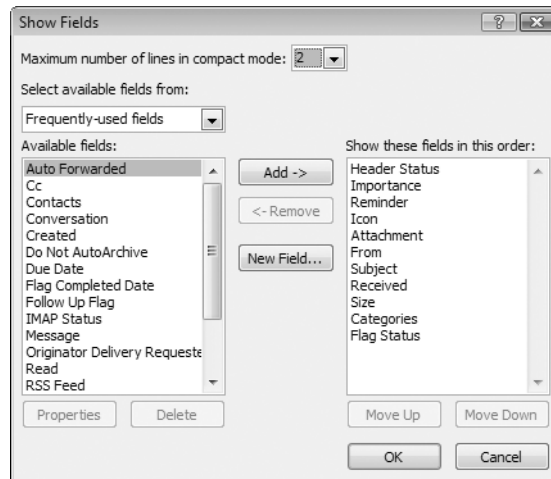 Show Fields
Maximum number of lines in compact mode: 2
Select available fields from:
Frequently-used fields
Available fields:
Show these fields in this order:
Auto Forwarded
Cc
Contacts
Conversation
Created
Do Not AutoArchive
Due Date
Flag Completed Date
Follow Up Flag
IMAP Status
Message
Originator Delivery Requeste
Read
RSS Feed
Add ->
<- Remove
New Field...
Header Status
Importance
Reminder
Icon
Attachment
From
Subject
Received
Size
Categories
Flag Status
Properties
Delete
Move Up
Move Down
OK
Cancel